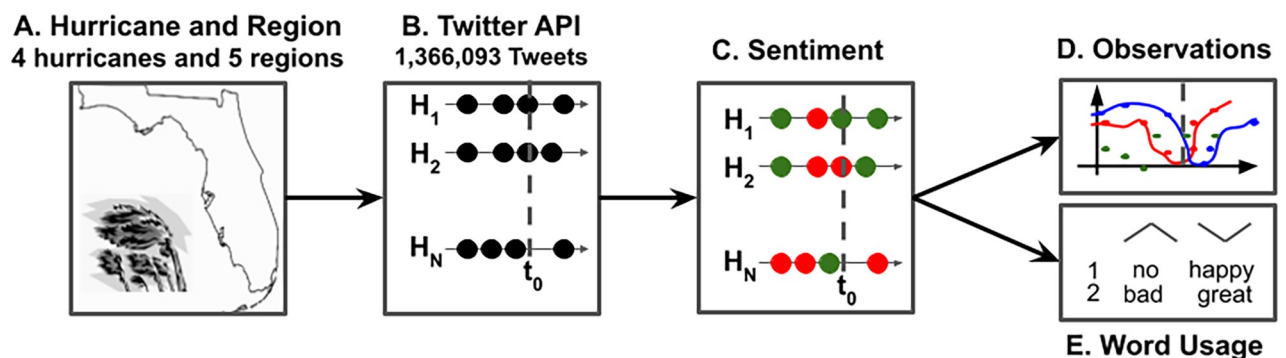 A. Hurricane and Region
4 hurricanes and 5 regions
B. Twitter API
1,366,093 Tweets
H1
H2
HN
t0
C. Sentiment
H1
H2
HN
t0
D. Observations
1 no happy
2 bad great
E. Word Usage